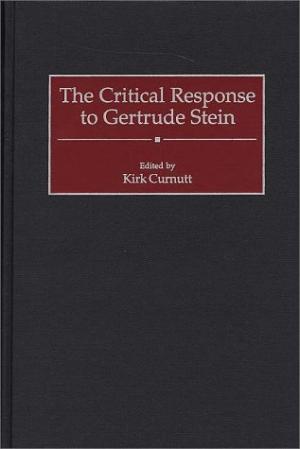 The Critical Response
to Gertrude Stein
Edited by
Kirk Curnutt